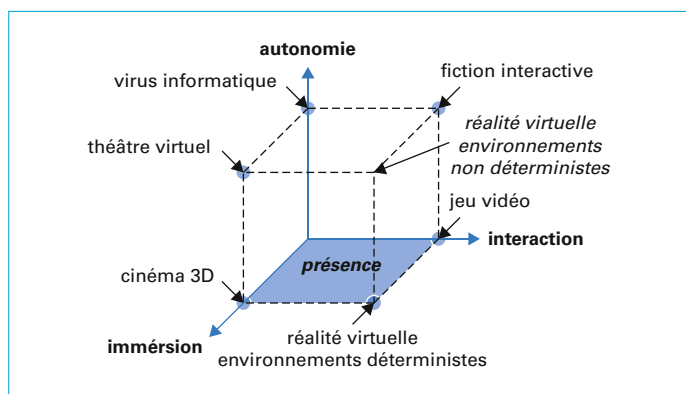 autonomie
virus informatique
fiction interactive
réalité virtuelle
environnements
non déterministes
théâtre virtuel
jeu vidéo
interaction
présence
cinéma 3D
réalité virtuelle
environnements déterministes
immérsion